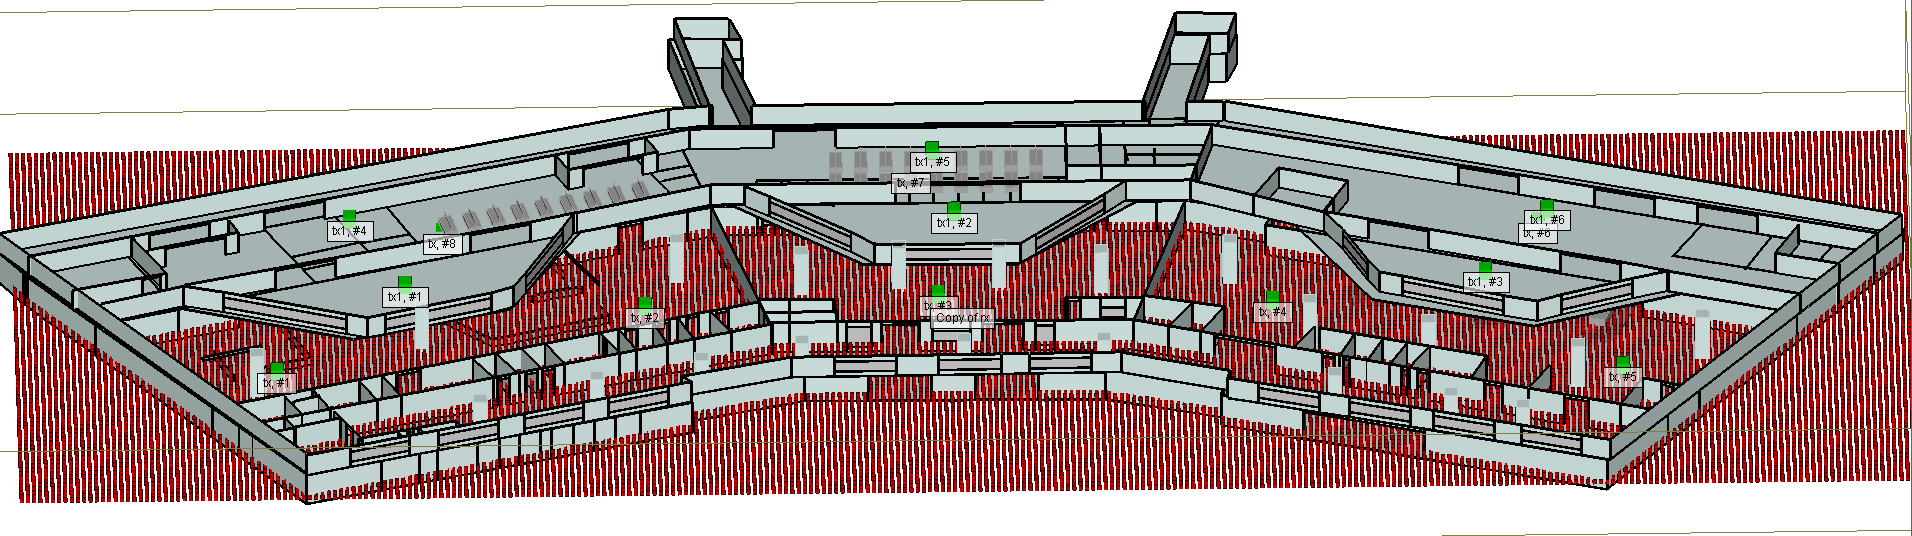 tx1, #5
tx, #7
tx1, #2
tx1, #4
tx, #8
tx1, #6
tx, #6
tx1, #1
tx1, #3
tx, #2
tx, #3
Copy of rx
tx, #4
tx, #1
tx, #5